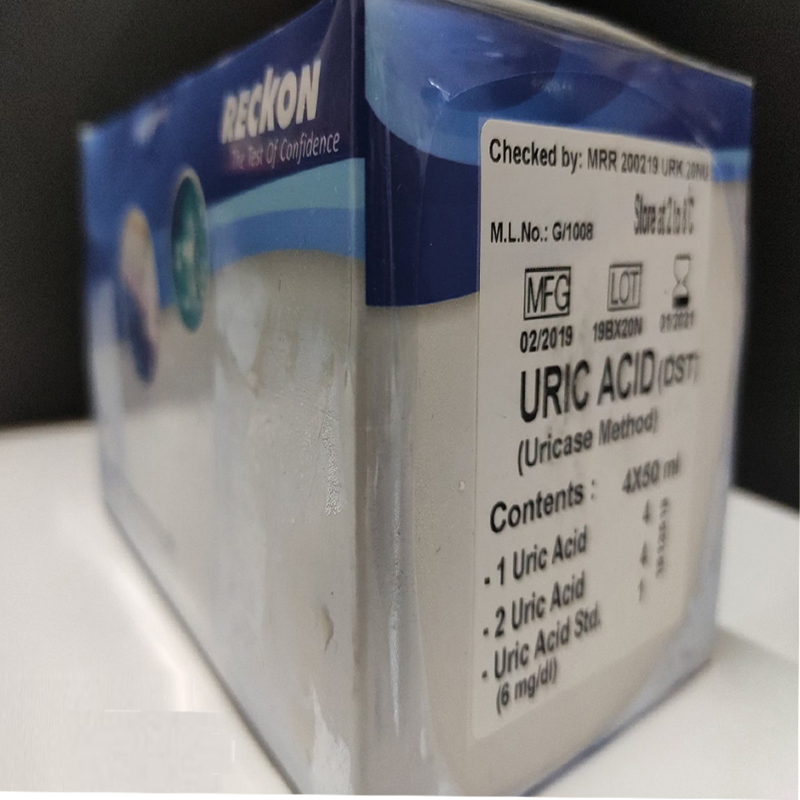 RECKON
The Test Of Confidence
Checked by: MRR 200219 URK 20NU
Store at 2 to 8°C
M.L.No.: G/1008
MFG LOT
02/2019 19BX20N 01/2021
URIC ACID (DST)
(Uricase Method)
Contents : 4X50 ml
- 1 Uric Acid 4
- 2 Uric Acid 4
- Uric Acid Std. 1
(6 mg/dl)